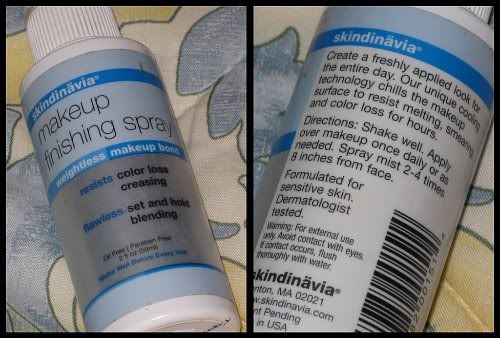 skindinävia®
makeup
finishing spray
weightless makeup bond
resists color loss
creasing
flawless set and hold
blending
Oil Free | Paraben Free
2 fl oz (59ml)
Shake Well Before Every Use
skindinävia®
Create a freshly applied look for
the entire day. Our unique cooling
technology chills the makeup
surface to resist melting, smearing,
and color loss for hours.
Directions: Shake well. Apply
over makeup once daily or as
needed. Spray mist 2-4 times
8 inches from face.
Formulated for
sensitive skin.
Dermatologist
tested.
Warning: For external use
only. Avoid contact with eyes.
If contact occurs, flush
thoroughly with water.
skindinävia®
MA 02021
www.skindinavia.com
Pending
in USA